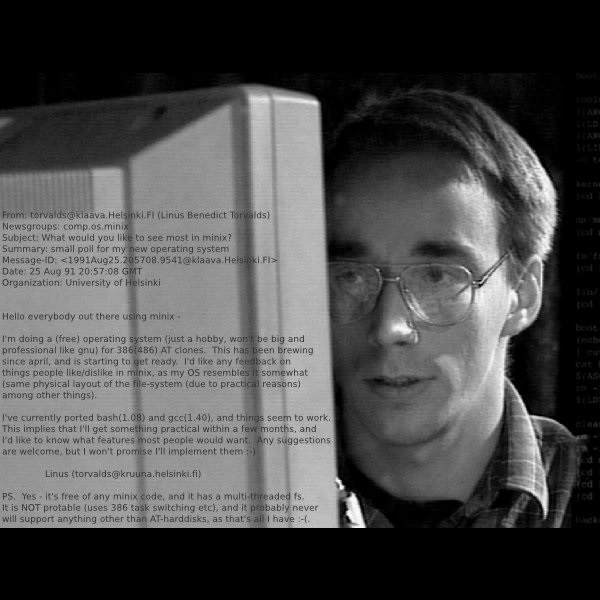 From: torvalds@klaava.Helsinki.FI (Linus Benedict Torvalds)
Newsgroups: comp.os.minix
Subject: What would you like to see most in minix?
Summary: small poll for my new operating system
Message-ID: <1991Aug25.205708.9541@klaava.Helsinki.FI>
Date: 25 Aug 91 20:57:08 GMT
Organization: University of Helsinki
Hello everybody out there using minix -
I'm doing a (free) operating system (just a hobby, won't be big and
professional like gnu) for 386(486) AT clones.  This has been brewing
since april, and is starting to get ready.  I'd like any feedback on
things people like/dislike in minix, as my OS resembles it somewhat
(same physical layout of the file-system (due to practical reasons)
among other things).
I've currently ported bash(1.08) and gcc(1.40), and things seem to work.
This implies that I'll get something practical within a few months, and
I'd like to know what features most people would want.  Any suggestions
are welcome, but I won't promise I'll implement them :-)
Linus (torvalds@kruuna.helsinki.fi)
PS.  Yes - it's free of any minix code, and it has a multi-threaded fs.
It is NOT protable (uses 386 task switching etc), and it probably never
will support anything other than AT-harddisks, as that's all I have :-(.